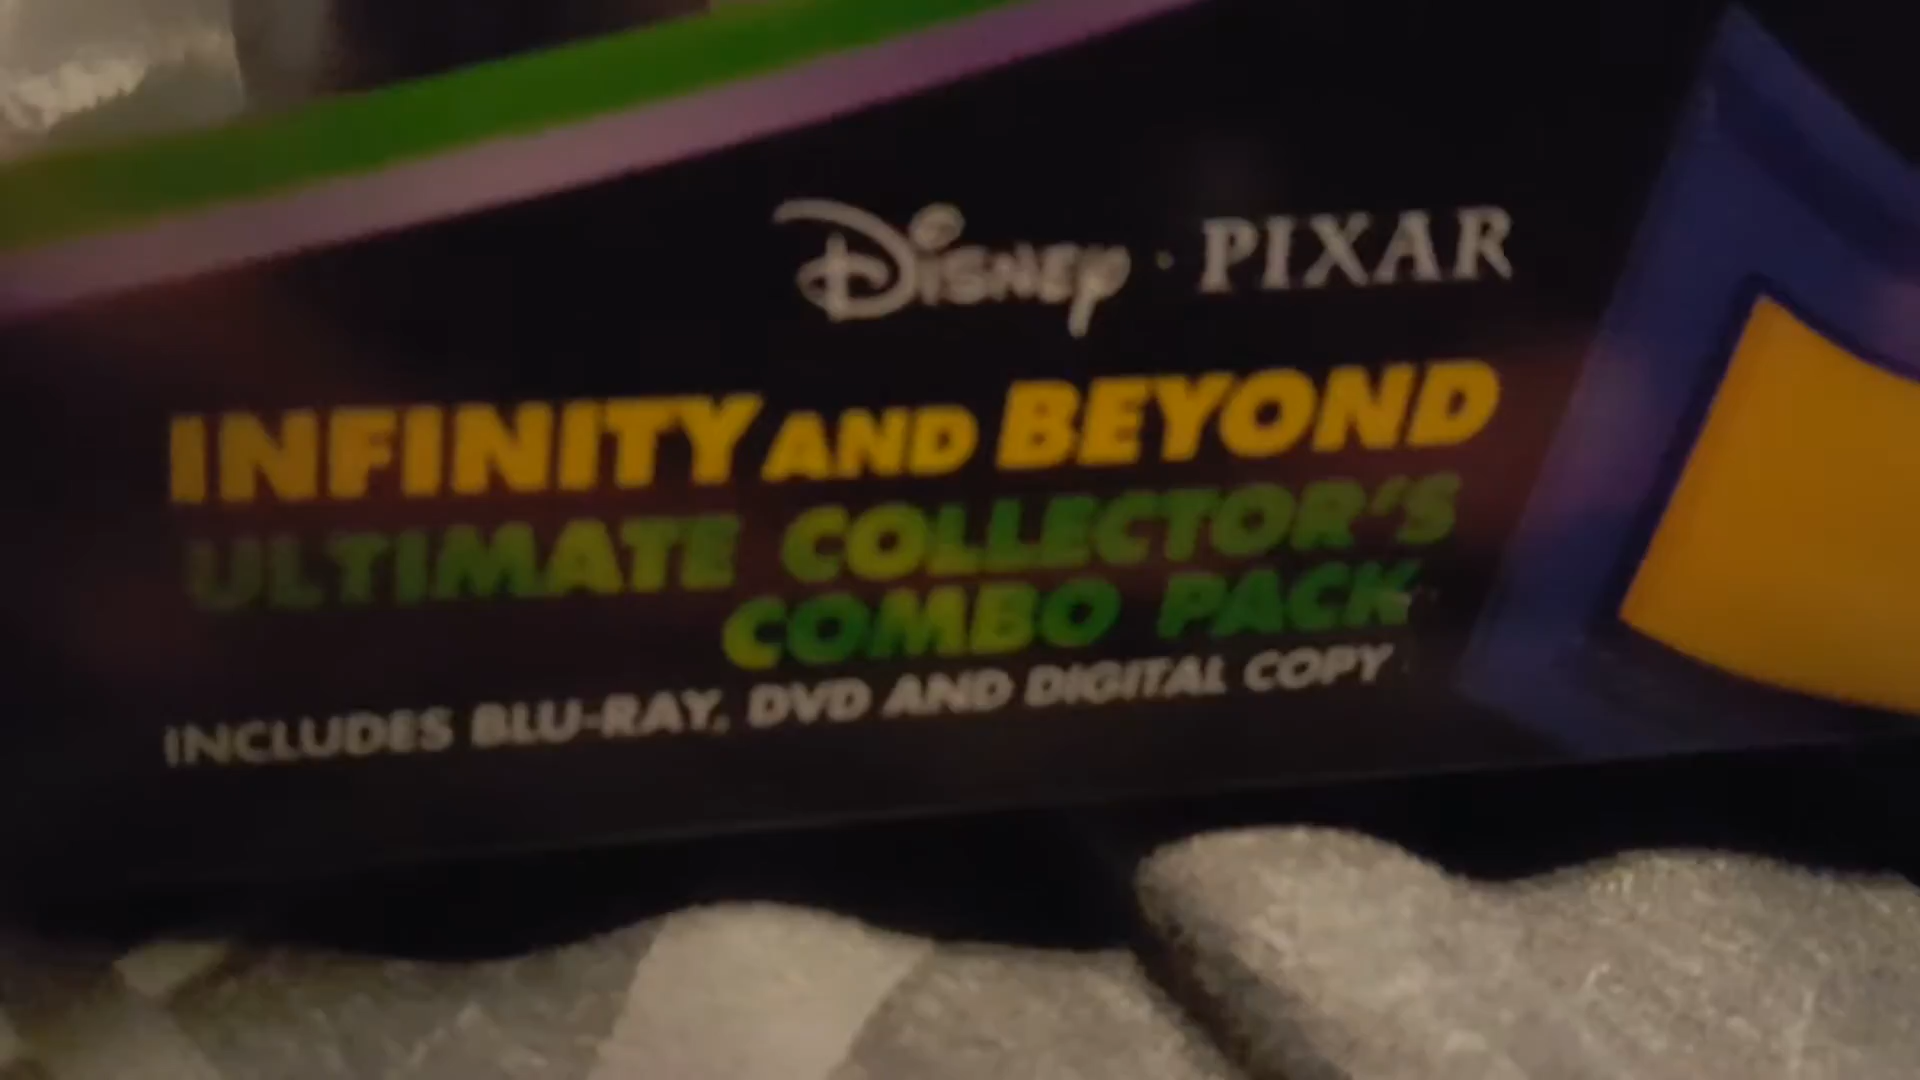 Disney · PIXAR
INFINITY AND BEYOND
ULTIMATE COLLECTOR'S
COMBO PACK
INCLUDES BLU-RAY, DVD AND DIGITAL COPY